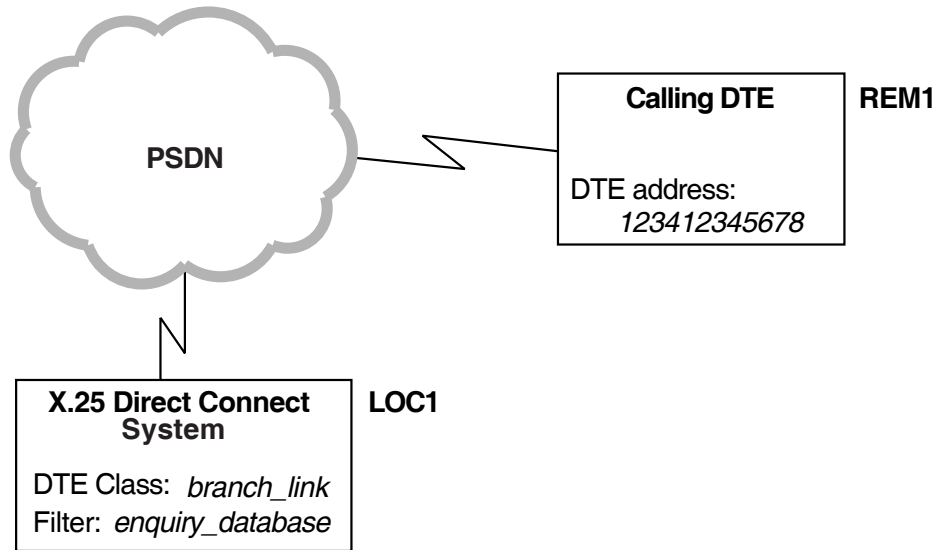 PSDN
Calling DTE
REM1
DTE address:
123412345678
X.25 Direct Connect
System
LOC1
DTE Class: branch_link
Filter: enquiry_database